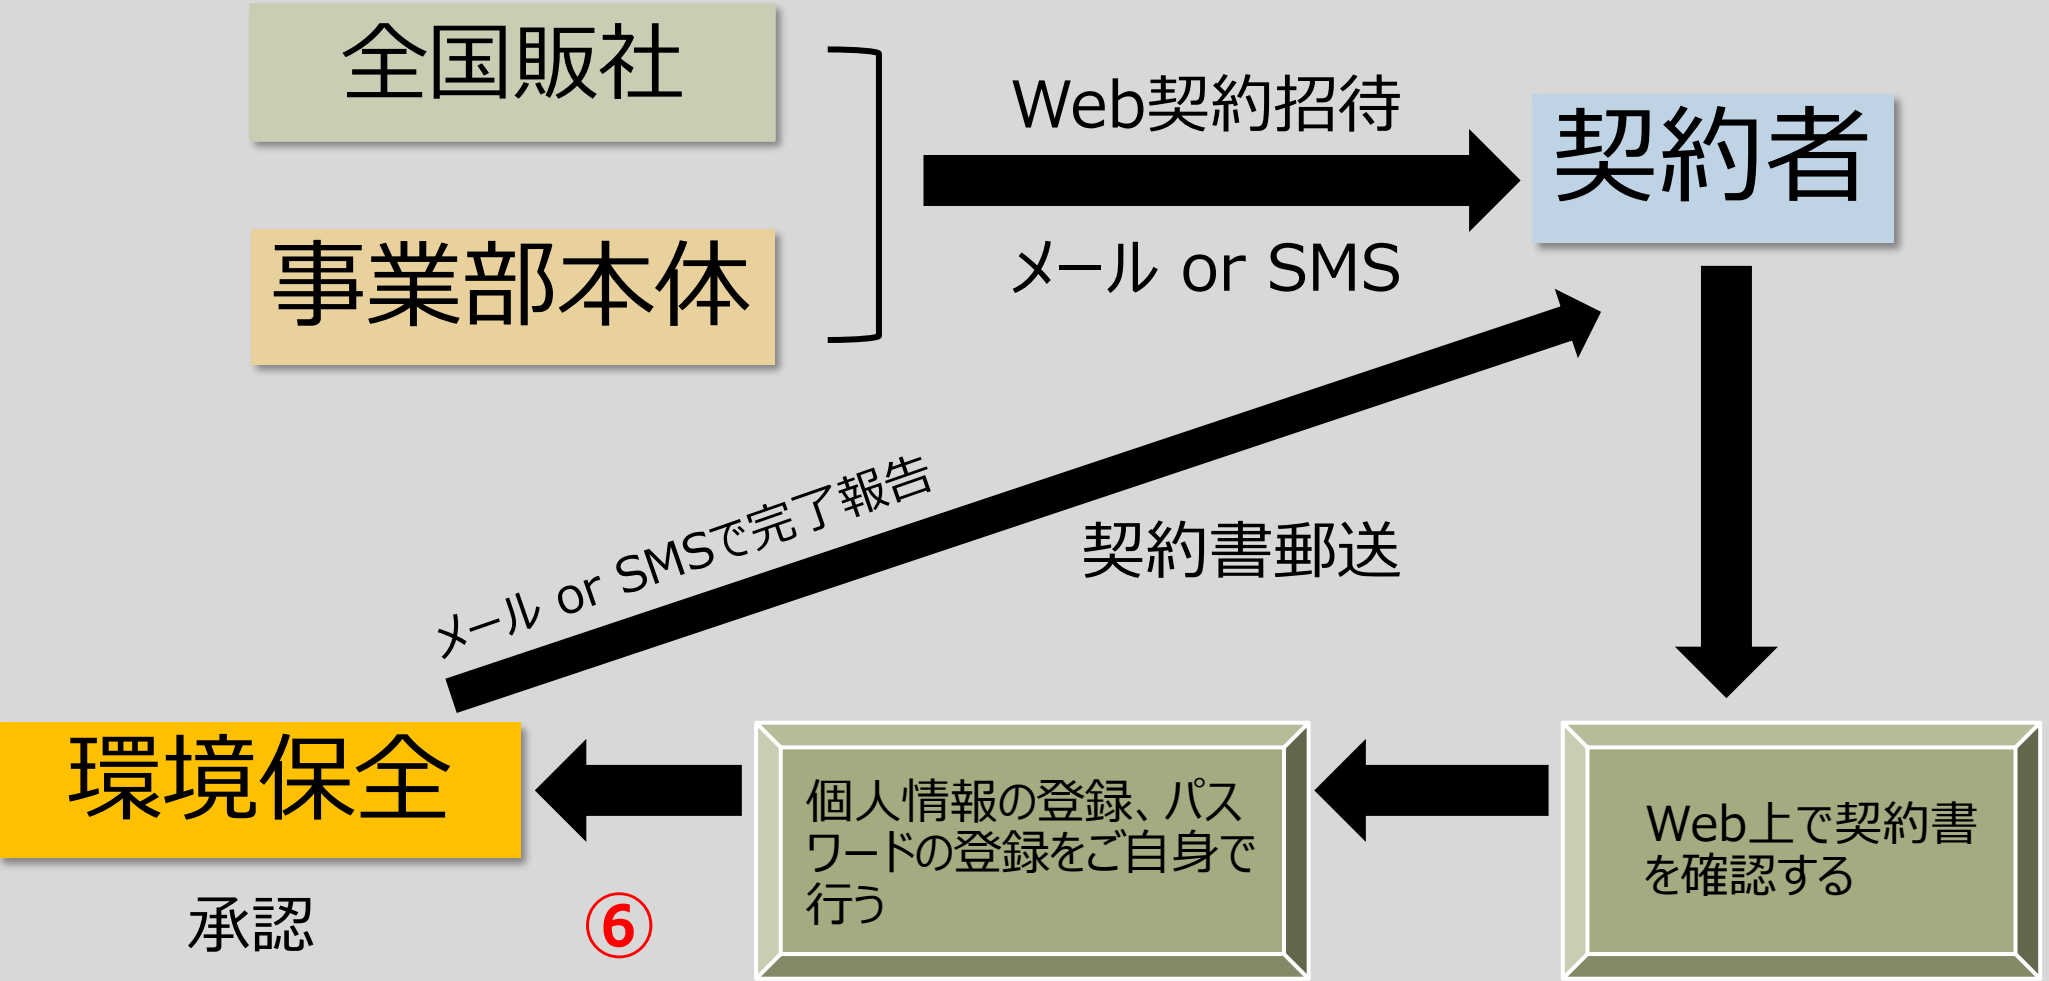 全国販社
事業部本体
Web契約招待
メール or SMS
契約者
メール or SMSで完了報告
契約書郵送
環境保全
承認
⑥
個人情報の登録、パス
ワードの登録をご自身で
行う
Web上で契約書
を確認する